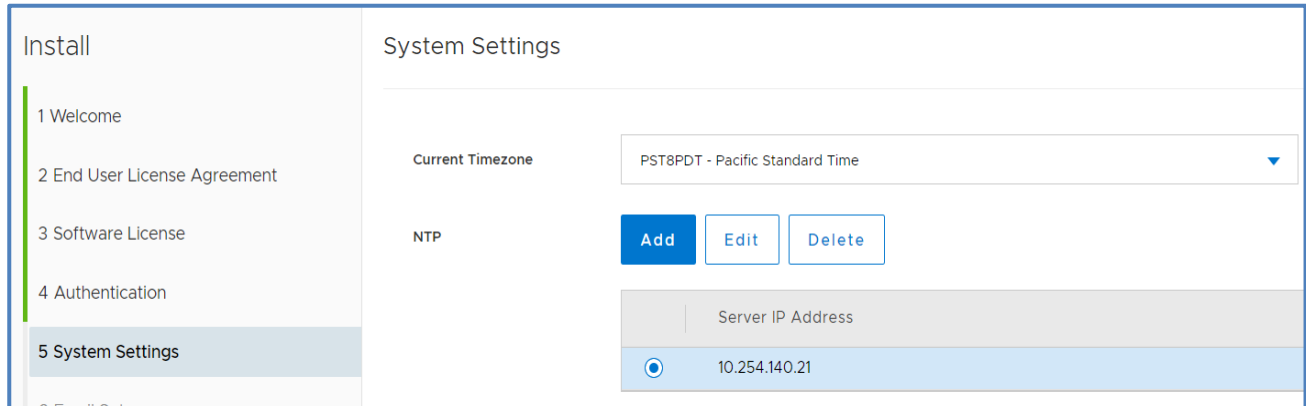 Install
System Settings
1 Welcome
2 End User License Agreement
3 Software License
4 Authentication
5 System Settings
Current Timezone
PST8PDT - Pacific Standard Time
NTP
Add
Edit
Delete
Server IP Address
10.254.140.21